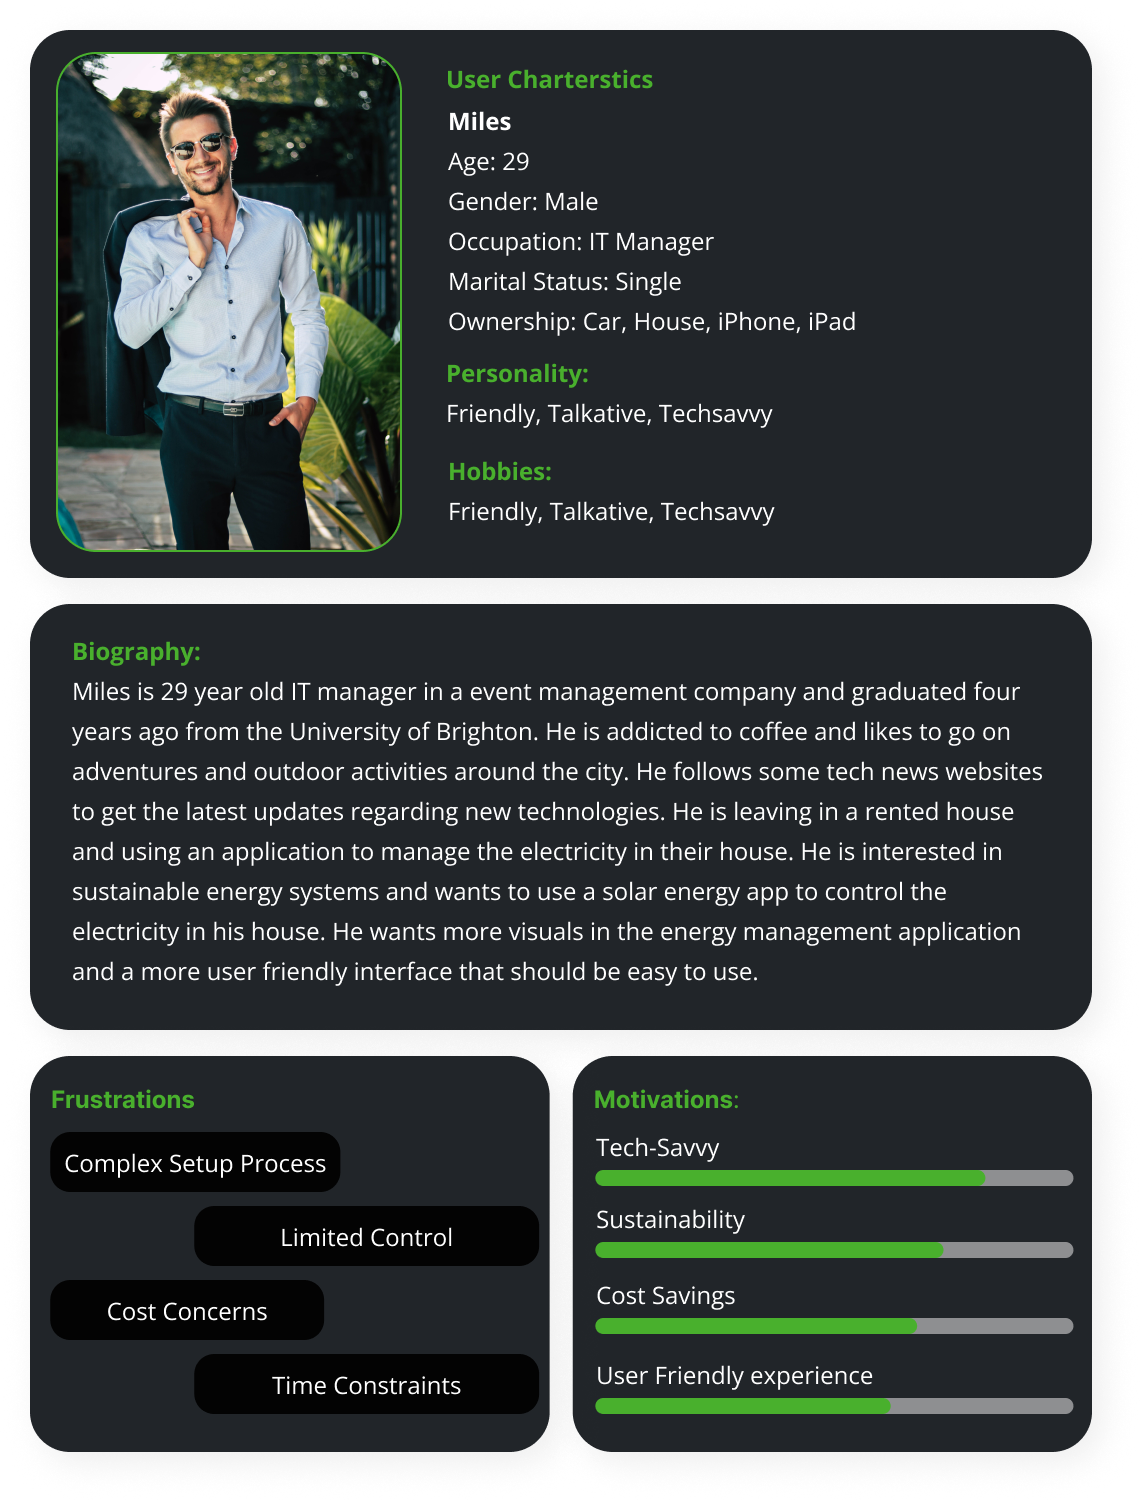 User Charterstics
Miles
Age: 29
Gender: Male
Occupation: IT Manager
Marital Status: Single
Ownership: Car, House, iPhone, iPad
Personality:
Friendly, Talkative, Techsavvy
Hobbies:
Friendly, Talkative, Techsavvy
Biography:
Miles is 29 year old IT manager in a event management company and graduated four
years ago from the University of Brighton. He is addicted to coffee and likes to go on
adventures and outdoor activities around the city. He follows some tech news websites
to get the latest updates regarding new technologies. He is leaving in a rented house
and using an application to manage the electricity in their house. He is interested in
sustainable energy systems and wants to use a solar energy app to control the
electricity in his house. He wants more visuals in the energy management application
and a more user friendly interface that should be easy to use.
Frustrations
Complex Setup Process
Limited Control
Cost Concerns
Time Constraints
Motivations:
Tech-Savvy
Sustainability
Cost Savings
User Friendly experience